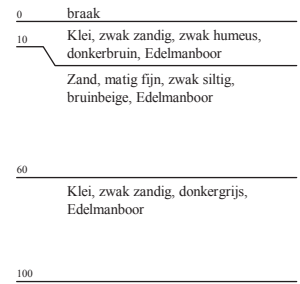 0 braak
10 Klei, zwak zandig, zwak humeus,
donkerbruin, Edelmanboor
Zand, matig fijn, zwak siltig,
bruinbeige, Edelmanboor
60
Klei, zwak zandig, donkergrijs,
Edelmanboor
100